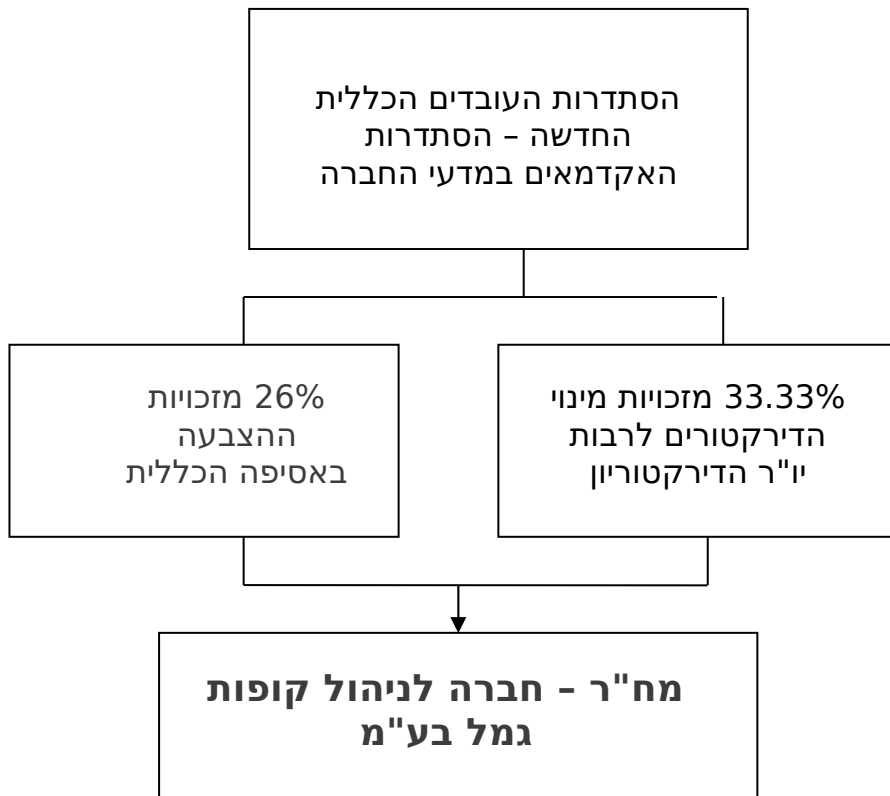 הסתדרות העובדים הכללית
החדשה – הסתדרות
האקדמאים במדעי החברה
33.33% מזכויות מינוי
הדירקטורים לרבות
יו"ר הדירקטוריון
26% מזכויות
ההצבעה
באסיפה הכללית
מח"ר – חברה לניהול קופות
גמל בע"מ